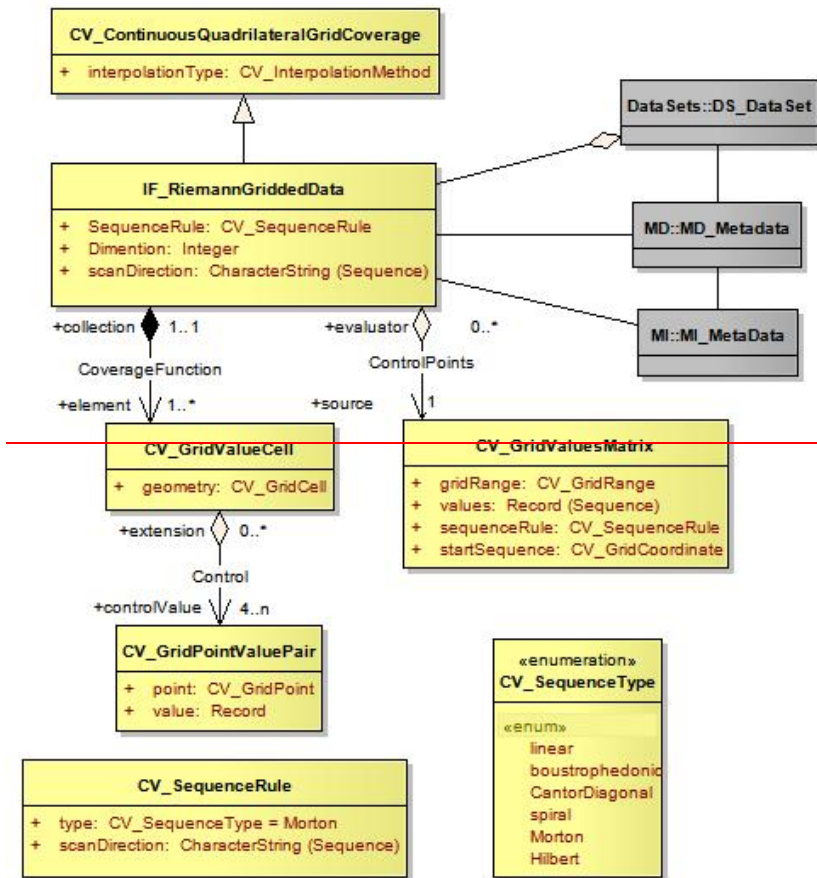 CV_ContinuousQuadrilateralGridCoverage
+ interpolationType: CV_InterpolationMethod
DataSets::DS_DataSet
IF_RiemannGriddedData
+ SequenceRule: CV_SequenceRule
+ Dimention: Integer
+ scanDirection: CharacterString (Sequence)
MD::MD_Metadata
MI::MI_MetaData
+collection 1..1
+evaluator 0..*
CoverageFunction
ControlPoints
+element 1..*
+source 1
CV_GridValueCell
+ geometry: CV_GridCell
CV_GridValuesMatrix
+ gridRange: CV_GridRange
+ values: Record (Sequence)
+ sequenceRule: CV_SequenceRule
+ startSequence: CV_GridCoordinate
+extension 0..*
Control
+controlValue 4..n
CV_GridPointValuePair
+ point: CV_GridPoint
+ value: Record
«enumeration»
CV_SequenceType
«enum»
linear
boustrophedonic
CantorDiagonal
spiral
Morton
Hilbert
CV_SequenceRule
+ type: CV_SequenceType = Morton
+ scanDirection: CharacterString (Sequence)